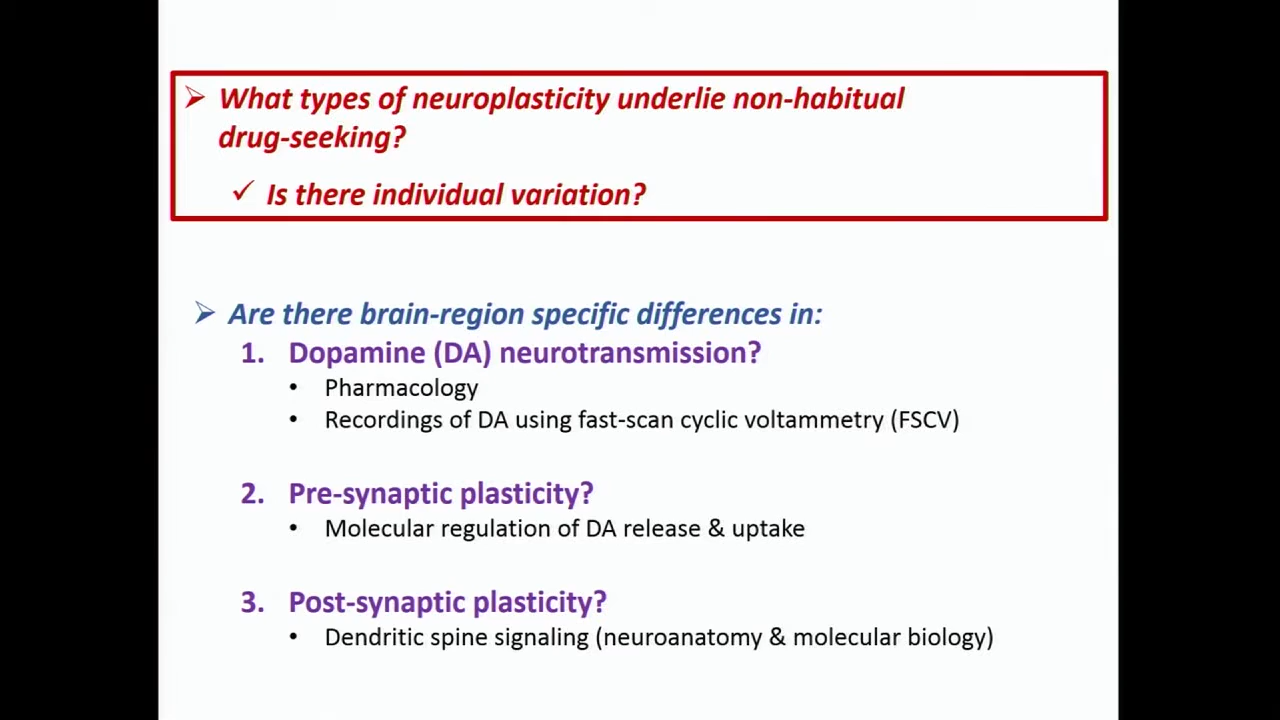 ➢ What types of neuroplasticity underlie non-habitual
drug-seeking?
✓ Is there individual variation?
➢ Are there brain-region specific differences in:
1. Dopamine (DA) neurotransmission?
• Pharmacology
• Recordings of DA using fast-scan cyclic voltammetry (FSCV)
2. Pre-synaptic plasticity?
• Molecular regulation of DA release & uptake
3. Post-synaptic plasticity?
• Dendritic spine signaling (neuroanatomy & molecular biology)